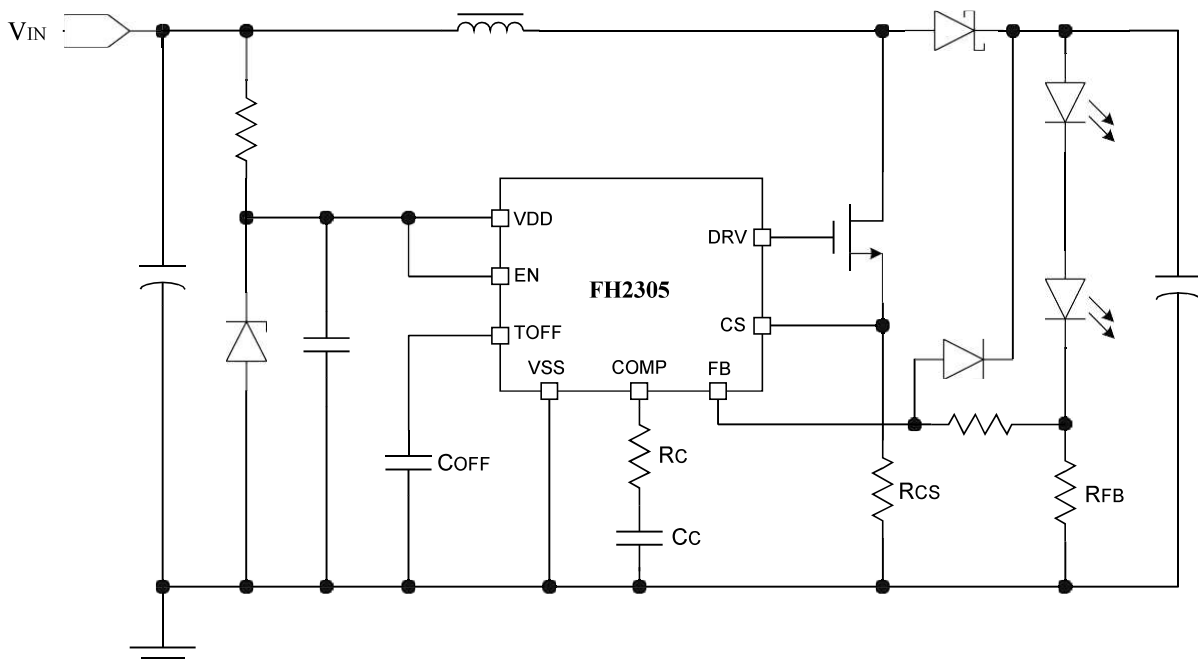 VIN
VDD
DRV
EN
FH2305
TOFF
CS
VSS
COMP
FB
COFF
RC
RCS
RFB
CC